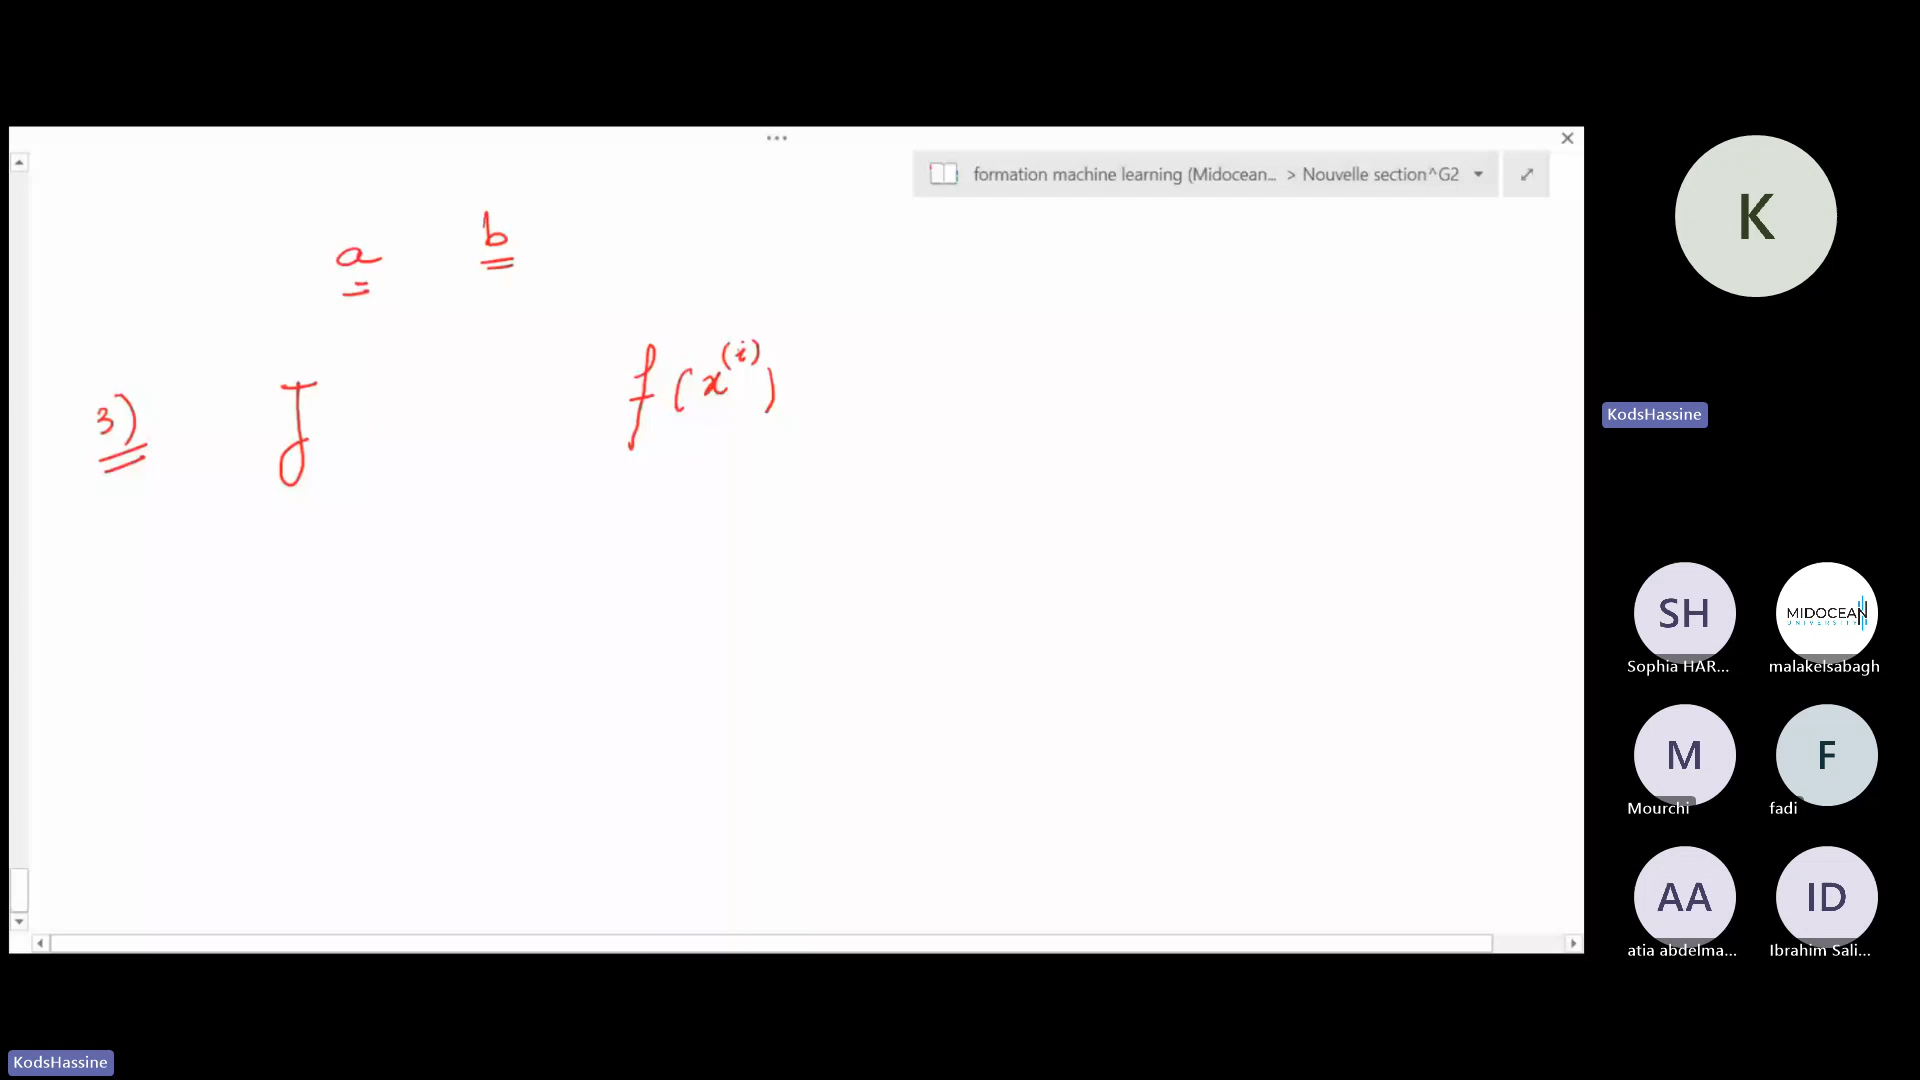 formation machine learning (Midocean... > Nouvelle section^G2
a b
3) J f(x^(i))
K
KodsHassine
SH
Sophia HAR...
MIDOCEAN
UNIVERSITY
malakelsabagh
M
Mourchi
F
fadi
AA
atia abdelma...
ID
Ibrahim Sali...
KodsHassine